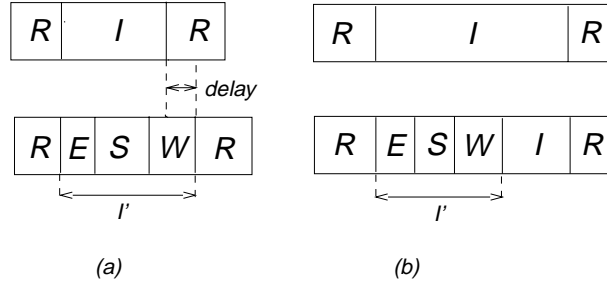 R I R
R I R
delay
R E S W R
R E S W I R
I'
I'
(a)
(b)